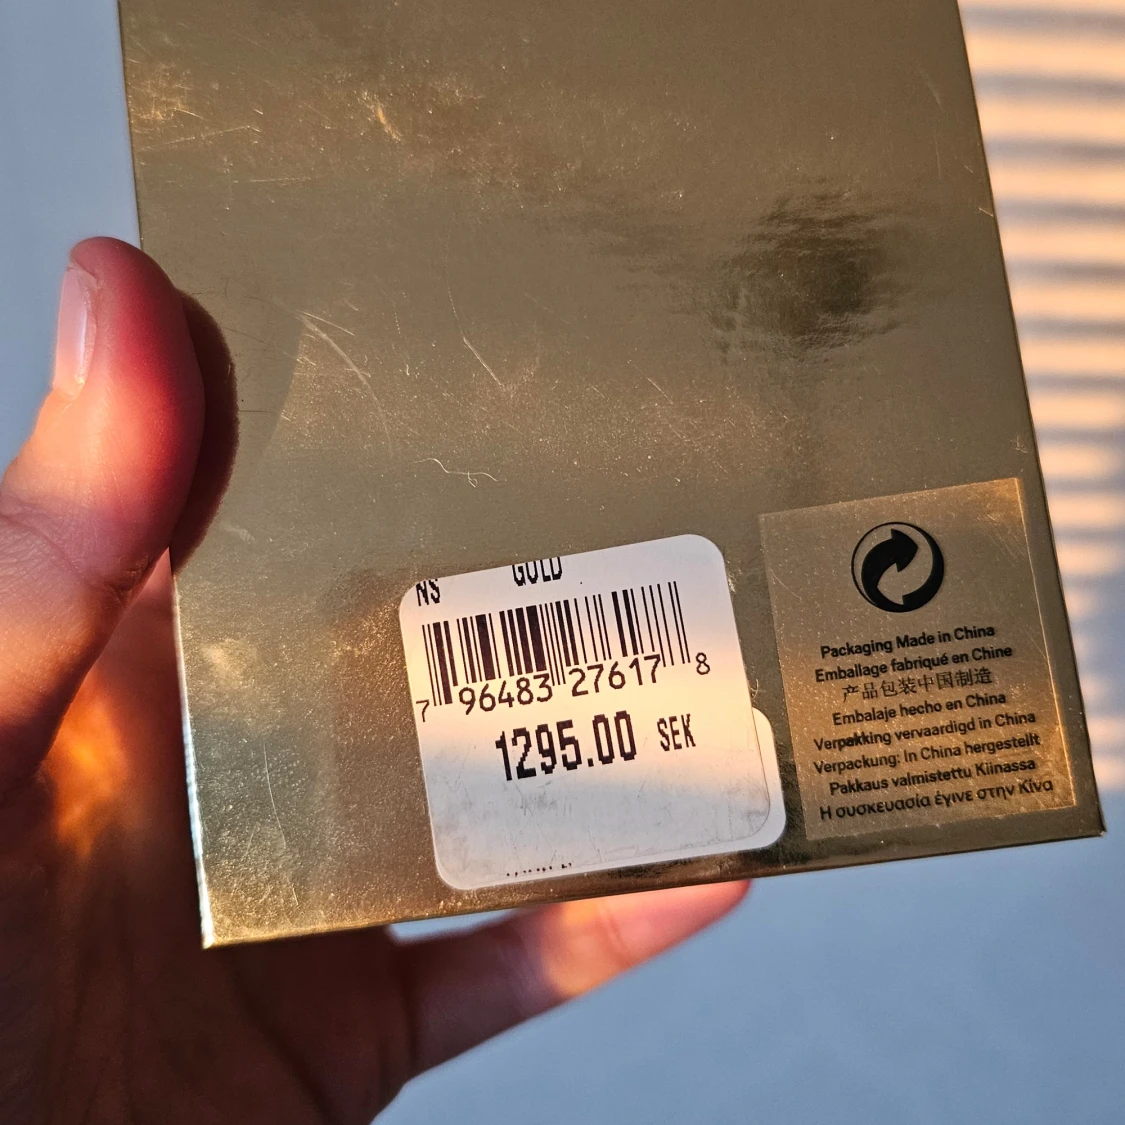 NS GOLD
7 96483 27617 8
1295.00 SEK
Packaging Made in China
Emballage fabriqué en Chine
产品包装中国制造
Embalaje hecho en China
Verpakking vervaardigd in China
Verpackung: In China hergestellt
Pakkaus valmistettu Kiinassa
Η συσκευασία έγινε στην Κίνα